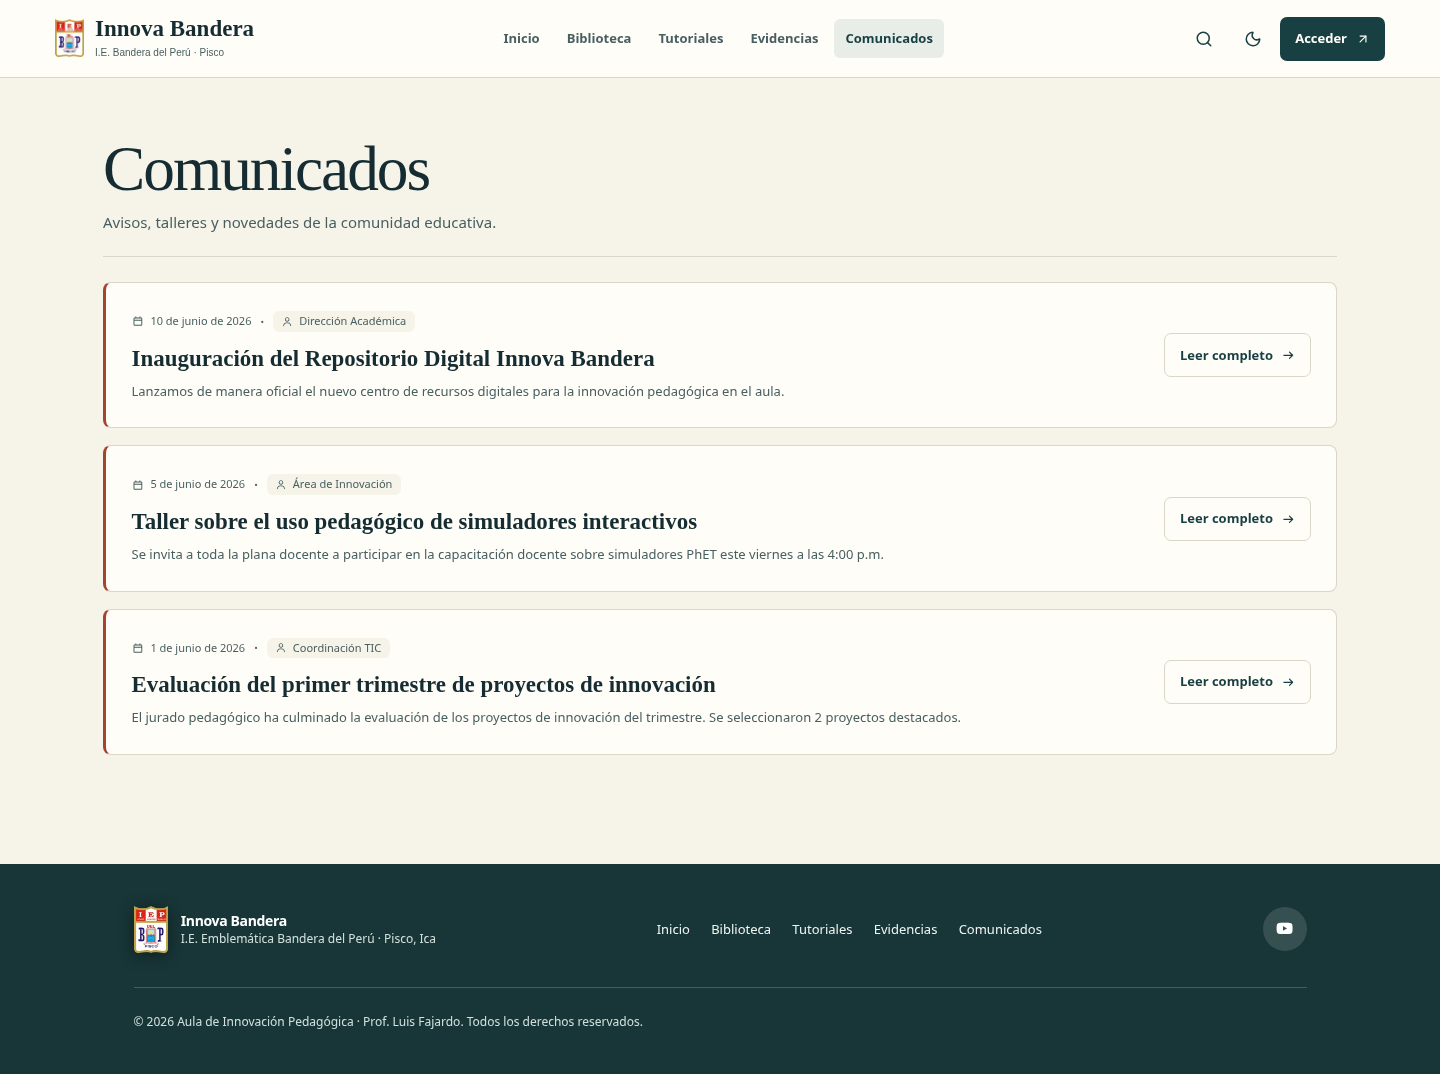 Innova Bandera
I.E. Bandera del Perú · Pisco
Inicio
Biblioteca
Tutoriales
Evidencias
Comunicados
Acceder
Comunicados
Avisos, talleres y novedades de la comunidad educativa.
10 de junio de 2026 • Dirección Académica
Inauguración del Repositorio Digital Innova Bandera
Lanzamos de manera oficial el nuevo centro de recursos digitales para la innovación pedagógica en el aula.
Leer completo
5 de junio de 2026 • Área de Innovación
Taller sobre el uso pedagógico de simuladores interactivos
Se invita a toda la plana docente a participar en la capacitación docente sobre simuladores PhET este viernes a las 4:00 p.m.
Leer completo
1 de junio de 2026 • Coordinación TIC
Evaluación del primer trimestre de proyectos de innovación
El jurado pedagógico ha culminado la evaluación de los proyectos de innovación del trimestre. Se seleccionaron 2 proyectos destacados.
Leer completo
IEP
BP
PISCO
Innova Bandera
I.E. Emblemática Bandera del Perú · Pisco, Ica
Inicio
Biblioteca
Tutoriales
Evidencias
Comunicados
© 2026 Aula de Innovación Pedagógica · Prof. Luis Fajardo. Todos los derechos reservados.